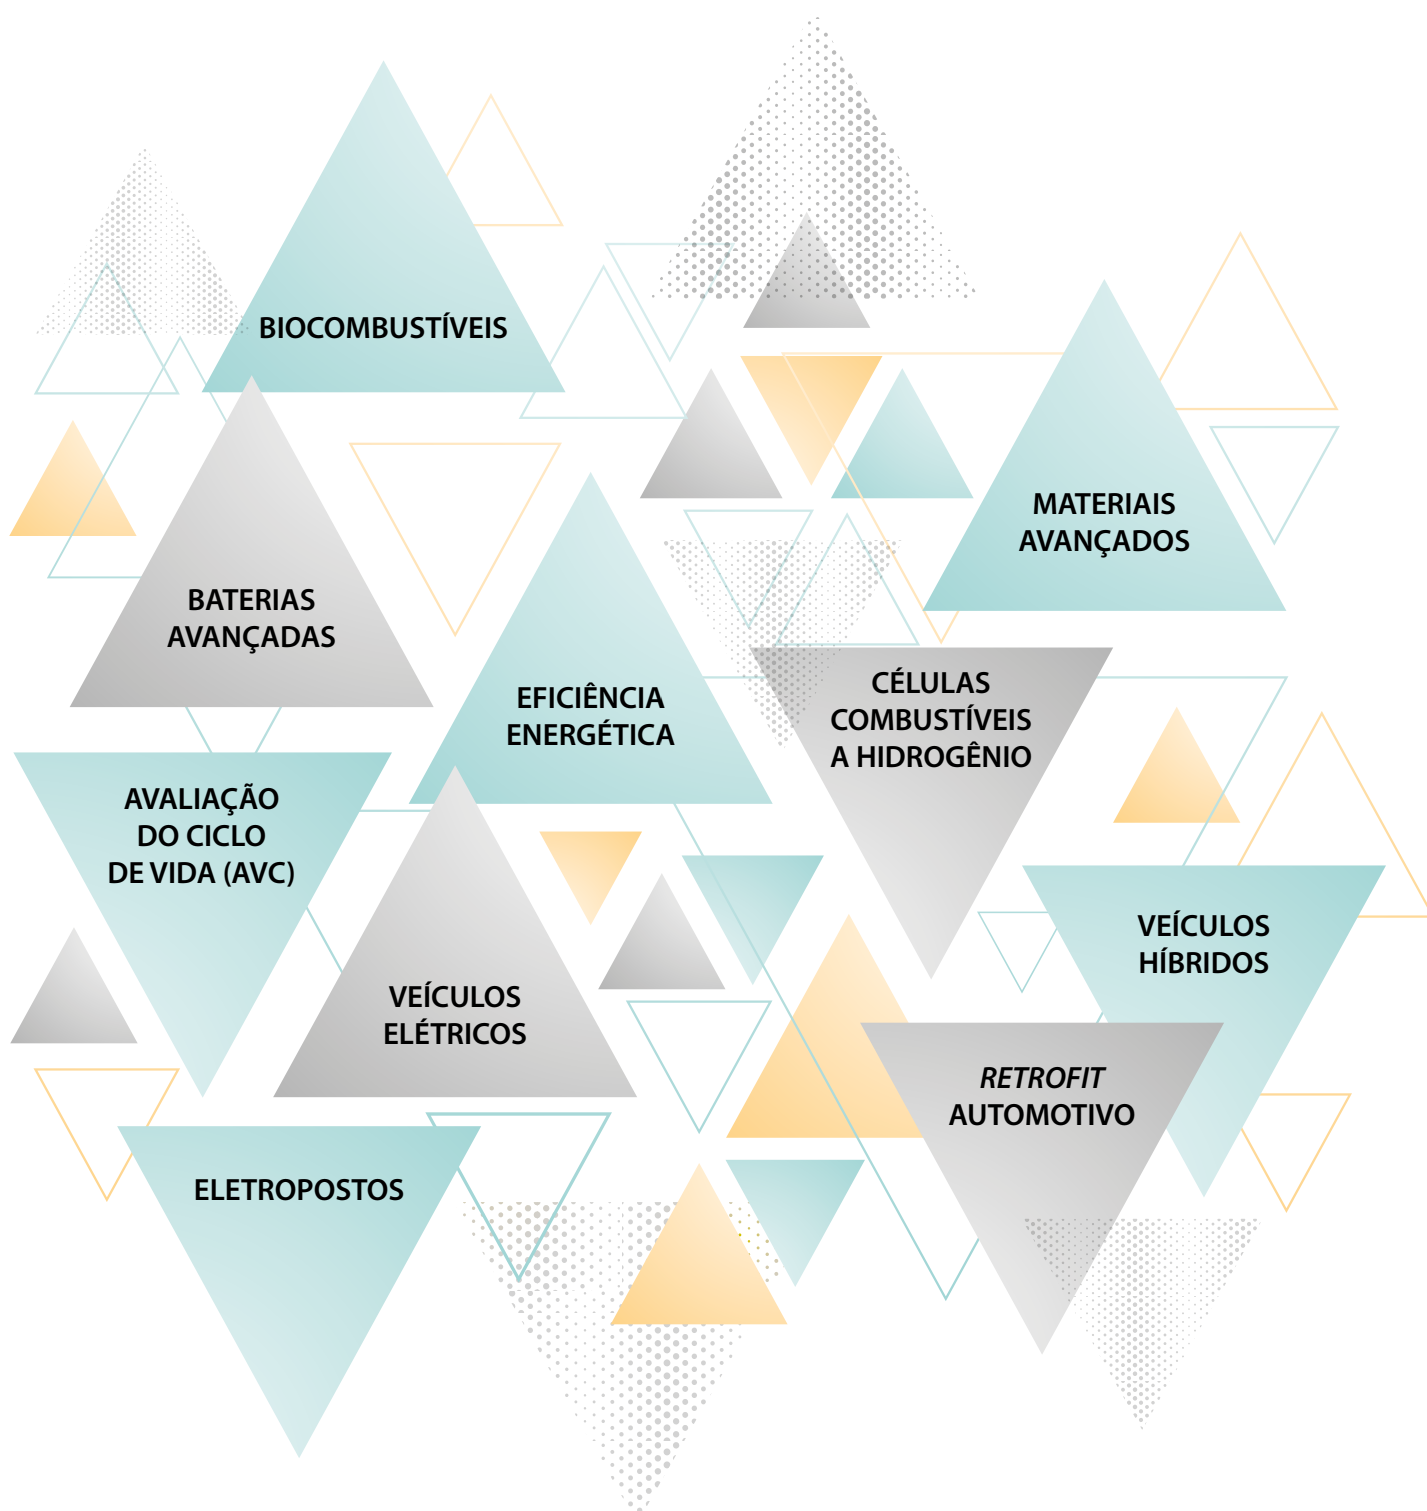 BIOCOMBUSTÍVEIS
MATERIAIS
AVANÇADOS
BATERIAS
AVANÇADAS
EFICIÊNCIA
ENERGÉTICA
CÉLULAS
COMBUSTÍVEIS
A HIDROGÊNIO
AVALIAÇÃO
DO CICLO
DE VIDA (AVC)
VEÍCULOS
HÍBRIDOS
VEÍCULOS
ELÉTRICOS
RETROFIT
AUTOMOTIVO
ELETROPOSTOS